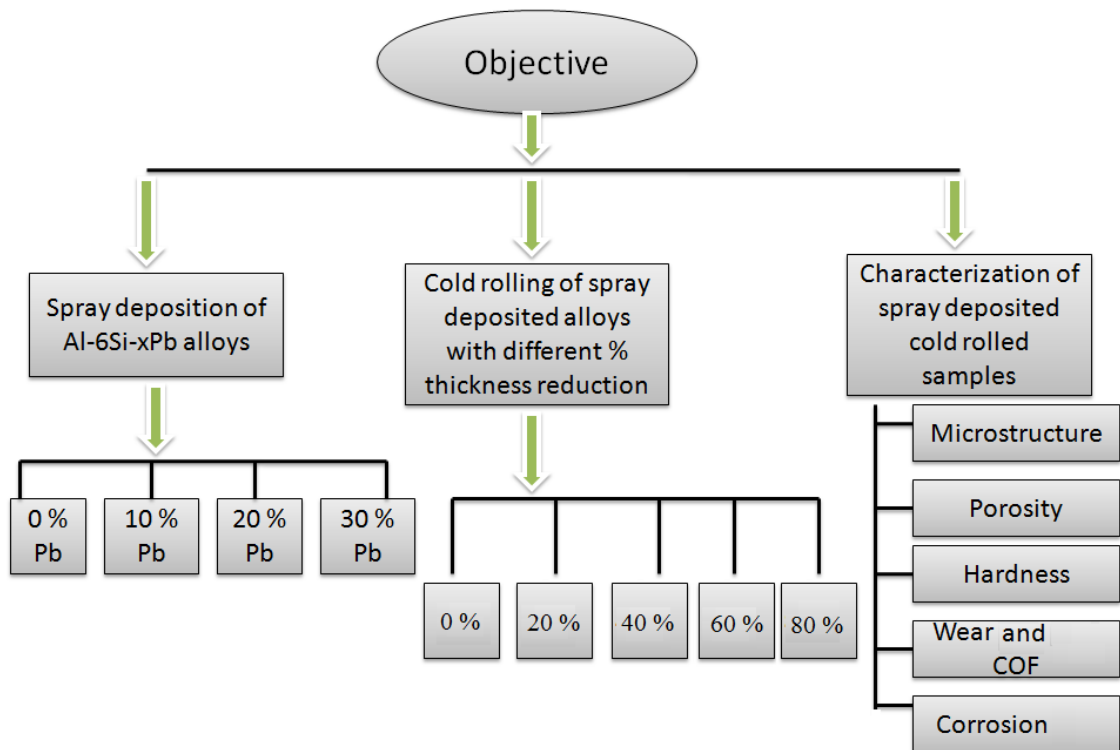 Objective
Spray deposition of
Al-6Si-xPb alloys
Cold rolling of spray
deposited alloys
with different %
thickness reduction
Characterization of
spray deposited
cold rolled
samples
0 %
Pb
10 %
Pb
20 %
Pb
30 %
Pb
0 %
20 %
40 %
60 %
80 %
Microstructure
Porosity
Hardness
Wear and
COF
Corrosion